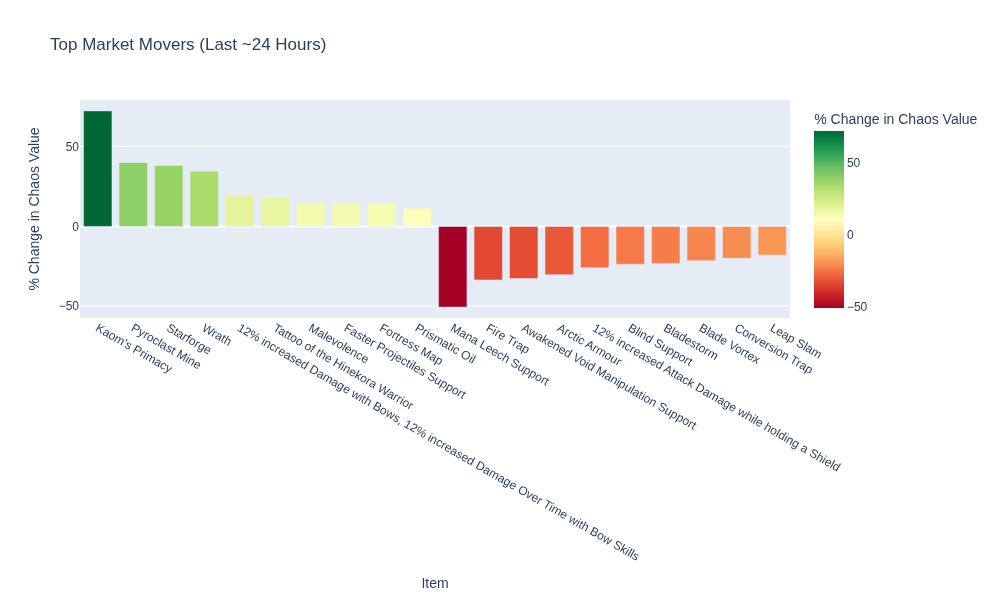 Top Market Movers (Last ~24 Hours)
% Change in Chaos Value
50
0
−50
Kaom's Primacy
Pyroclast Mine
Starforge
Wrath
12% increased Damage with Bows, 12% increased Damage Over Time with Bow Skills
Tattoo of the Hinekora Warrior
Malevolence
Faster Projectiles Support
Fortress Map
Prismatic Oil
Mana Leech Support
Fire Trap
Awakened Void Manipulation Support
Arctic Armour
12% increased Attack Damage while holding a Shield
Blind Support
Bladestorm
Blade Vortex
Conversion Trap
Leap Slam
Item
% Change in Chaos Value
50
0
−50